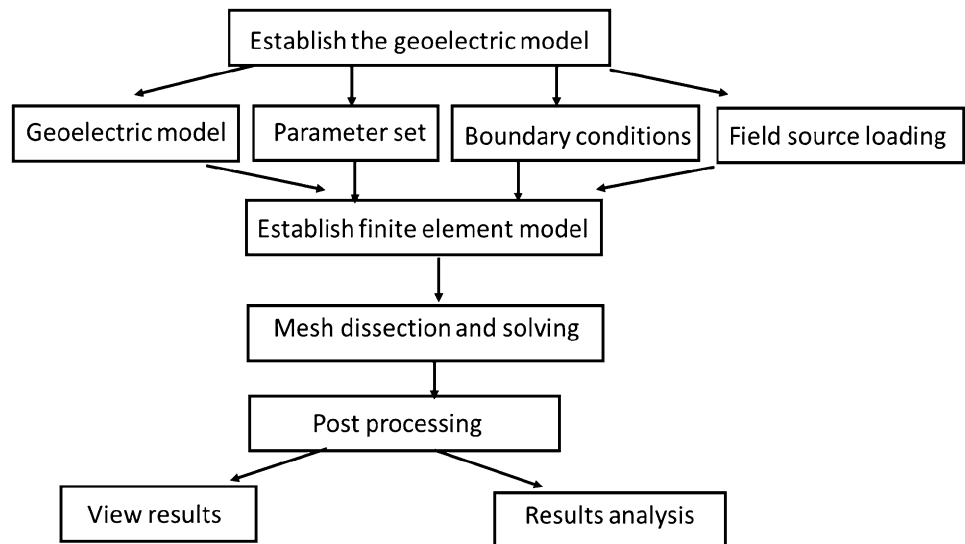 Establish the geoelectric model
Geoelectric model
Parameter set
Boundary conditions
Field source loading
Establish finite element model
Mesh dissection and solving
Post processing
View results
Results analysis